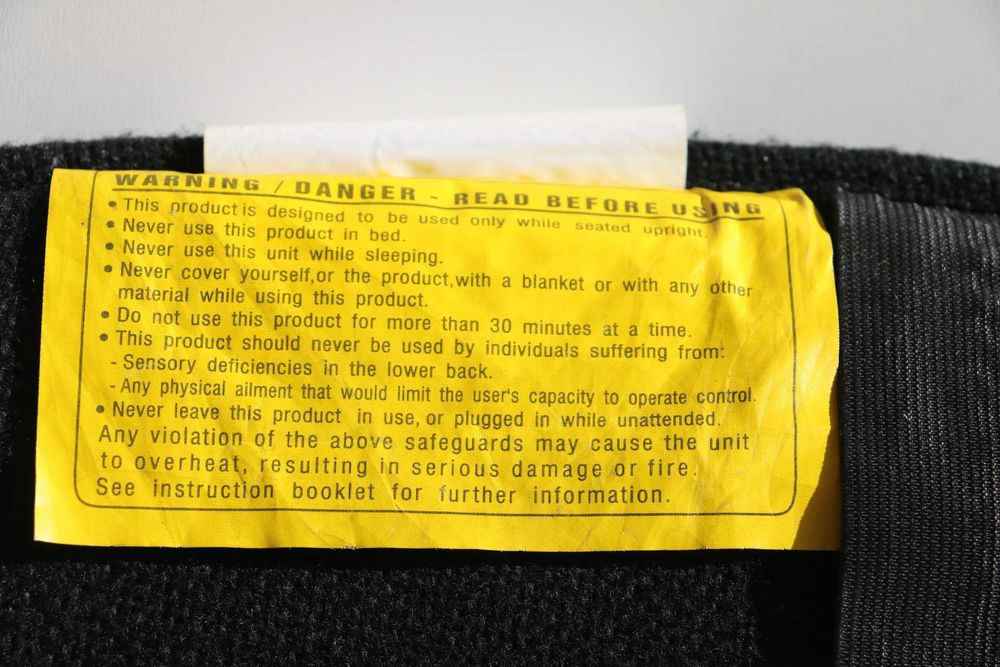 WARNING / DANGER - READ BEFORE USING
• This product is designed to be used only while seated upright.
• Never use this product in bed.
• Never use this unit while sleeping.
• Never cover yourself, or the product, with a blanket or with any other
material while using this product.
• Do not use this product for more than 30 minutes at a time.
• This product should never be used by individuals suffering from:
- Sensory deficiencies in the lower back.
- Any physical ailment that would limit the user's capacity to operate control.
• Never leave this product in use, or plugged in while unattended.
Any violation of the above safeguards may cause the unit
to overheat, resulting in serious damage or fire.
See instruction booklet for further information.